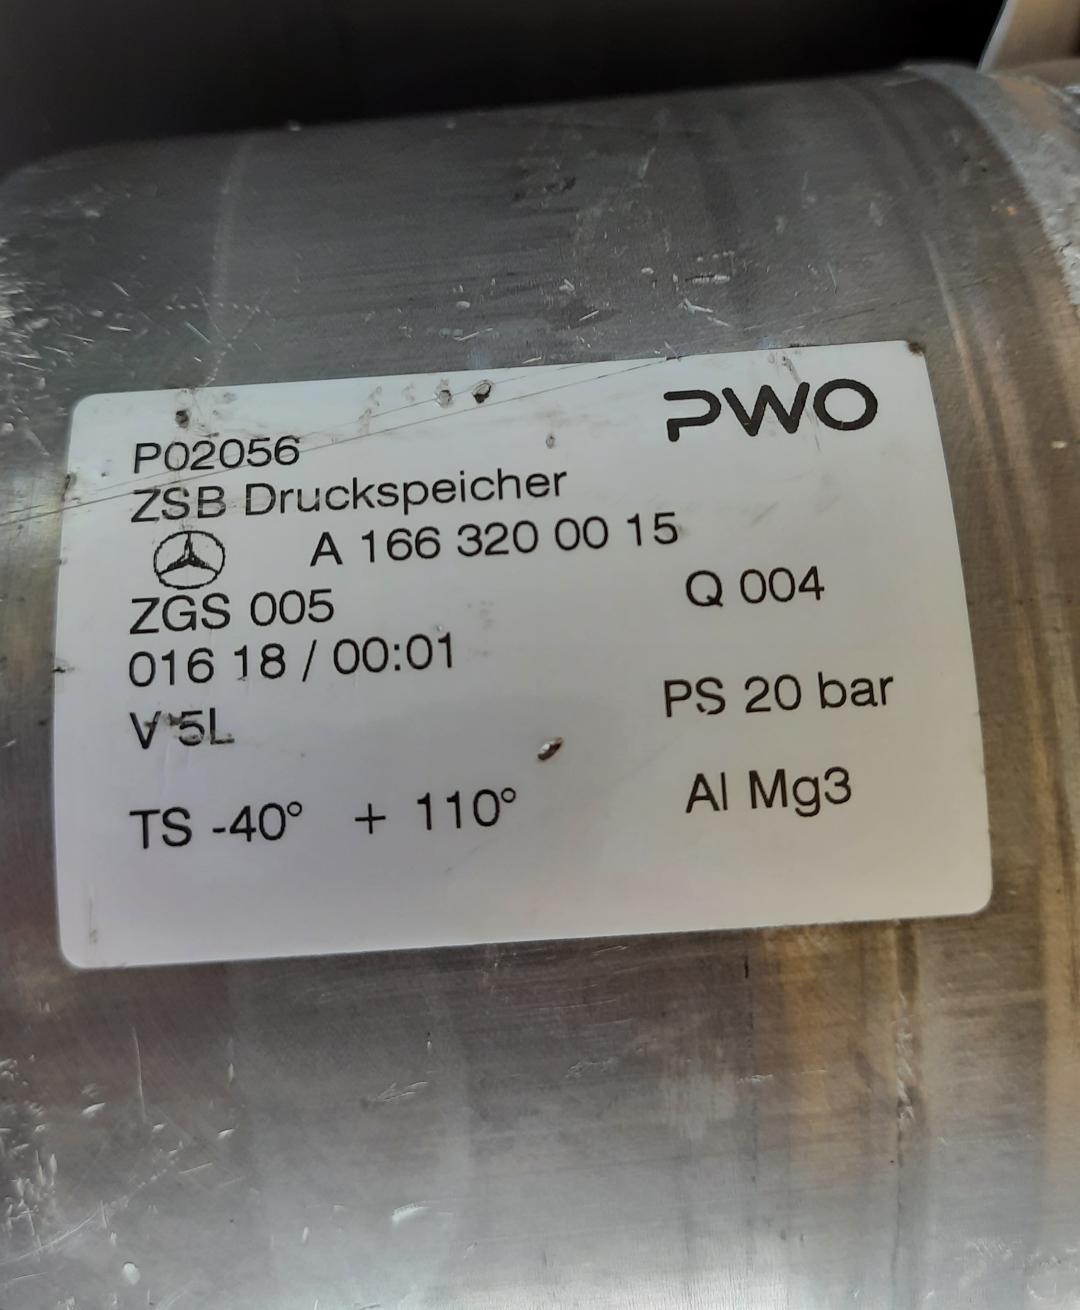 PWO
P02056
ZSB Druckspeicher
A 166 320 00 15
ZGS 005 Q 004
016 18 / 00:01
V 5L PS 20 bar
TS -40° + 110° Al Mg3